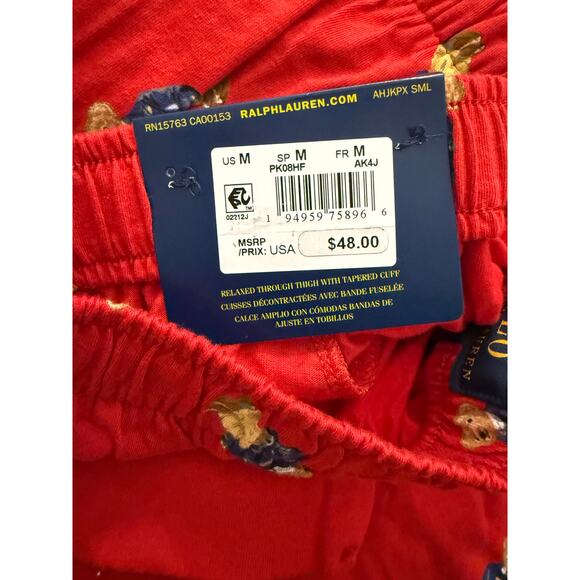 RN15763 CA00153 RALPHLAUREN.COM AHJKPX SML
US M SP M FR M
PK08HF AK4J
02212J
1 94959 75896 6
MSRP
/PRIX: USA $48.00
RELAXED THROUGH THIGH WITH TAPERED CUFF
CUISSES DÉCONTRACTÉES AVEC BANDE FUSELÉE
CALCE AMPLIO CON CÓMODAS BANDAS DE
AJUSTE EN TOBILLOS
LO
UREN